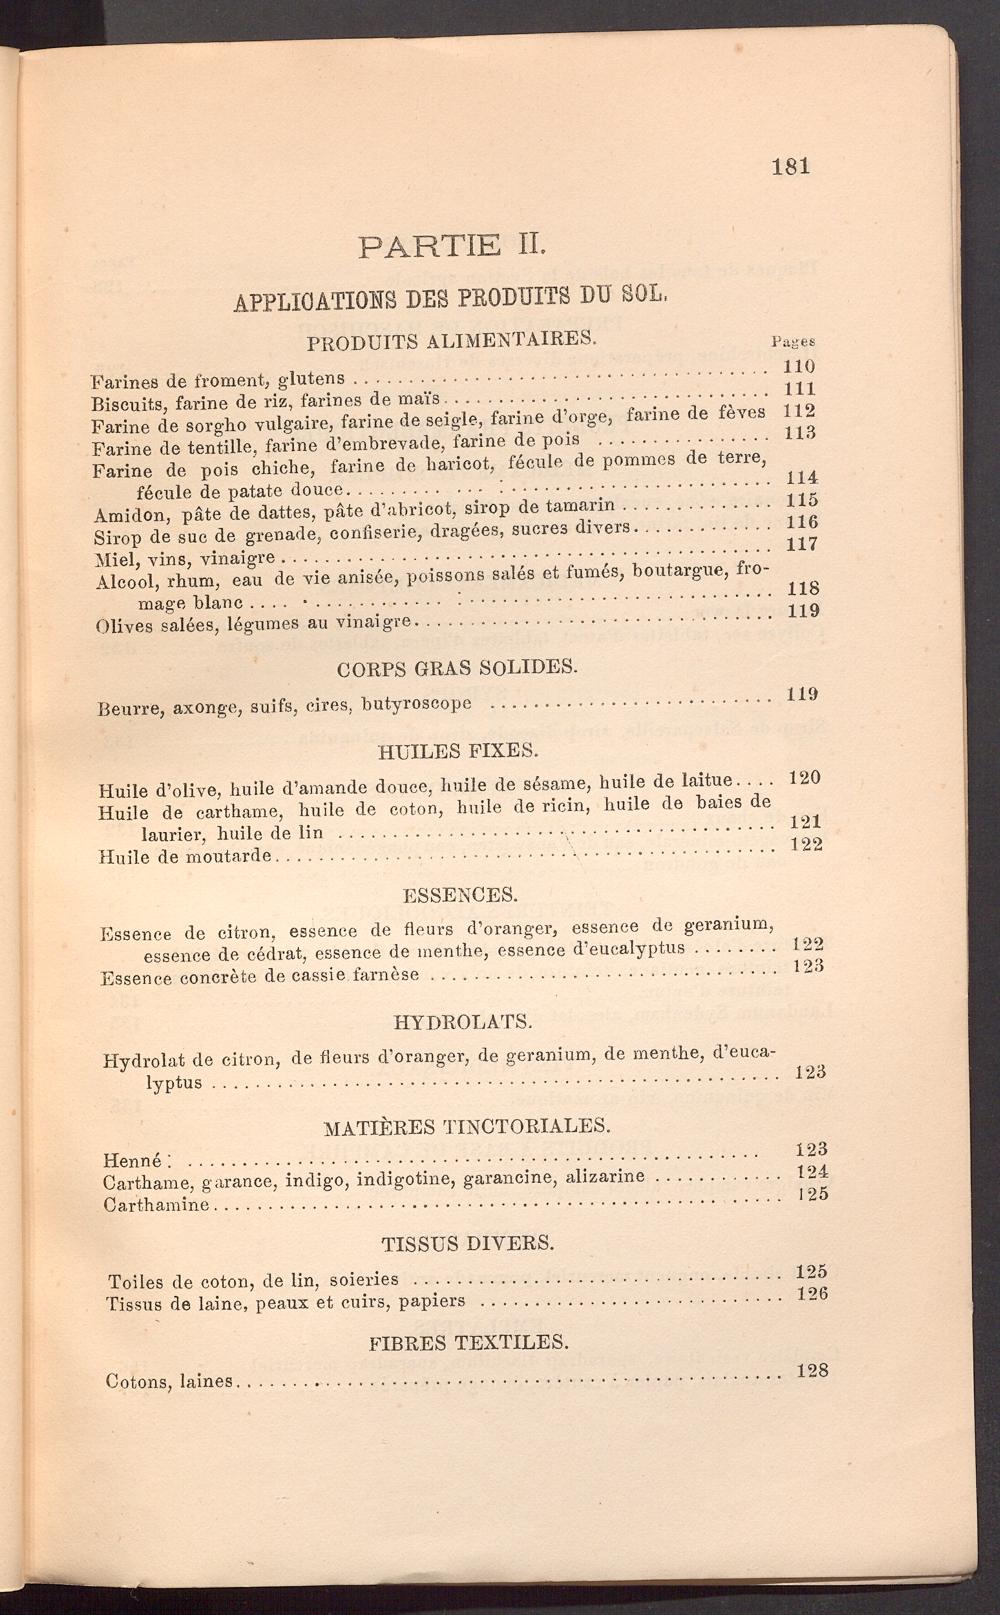 181
PARTIE II.
APPLICATIONS DES PRODUITS DU SOL.
PRODUITS ALIMENTAIRES.
Pages
Farines de froment, glutens ........ 110
Biscuits, farine de riz, farines de maïs ........ 111
Farine de sorgho vulgaire, farine de seigle, farine d'orge, farine de fèves 112
Farine de tentille, farine d'embrevade, farine de pois ........ 113
Farine de pois chiche, farine de haricot, fécule de pommes de terre,
fécule de patate douce ........ 114
Amidon, pâte de dattes, pâte d'abricot, sirop de tamarin ........ 115
Sirop de suc de grenade, confiserie, dragées, sucres divers ........ 116
Miel, vins, vinaigre ........ 117
Alcool, rhum, eau de vie anisée, poissons salés et fumés, boutargue, fro-
mage blanc ........ 118
Olives salées, légumes au vinaigre ........ 119
CORPS GRAS SOLIDES.
Beurre, axonge, suifs, cires, butyroscope ........ 119
HUILES FIXES.
Huile d'olive, huile d'amande douce, huile de sésame, huile de laitue .... 120
Huile de carthame, huile de coton, huile de ricin, huile de baies de
laurier, huile de lin ........ 121
Huile de moutarde ........ 122
ESSENCES.
Essence de citron, essence de fleurs d'oranger, essence de geranium,
essence de cédrat, essence de menthe, essence d'eucalyptus ........ 122
Essence concrète de cassie farnèse ........ 123
HYDROLATS.
Hydrolat de citron, de fleurs d'oranger, de geranium, de menthe, d'euca-
lyptus ........ 123
MATIÈRES TINCTORIALES.
Henné ........ 123
Carthame, garance, indigo, indigotine, garancine, alizarine ........ 124
Carthamine ........ 125
TISSUS DIVERS.
Toiles de coton, de lin, soieries ........ 125
Tissus de laine, peaux et cuirs, papiers ........ 126
FIBRES TEXTILES.
Cotons, laines ........ 128